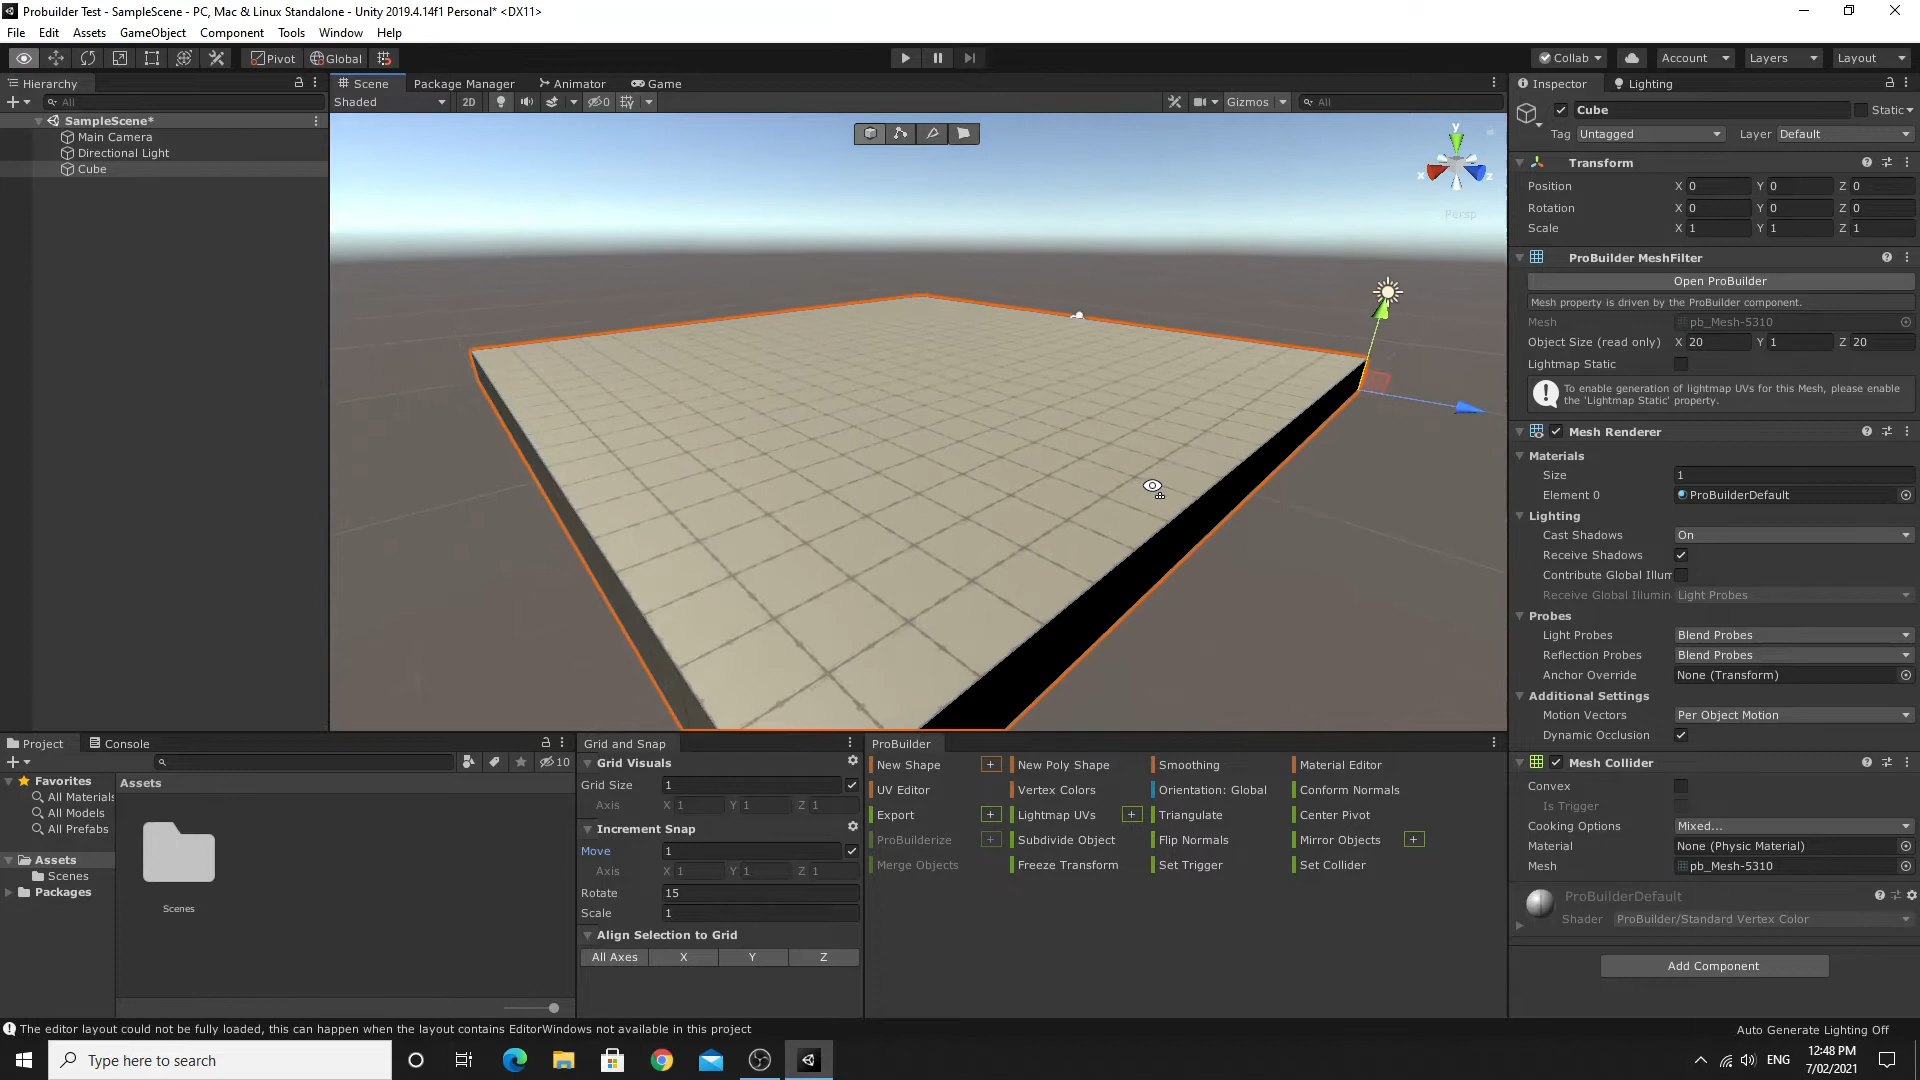 Probuilder Test - SampleScene - PC, Mac & Linux Standalone - Unity 2019.4.14f1 Personal* <DX11>
File Edit Assets GameObject Component Tools Window Help
Pivot Global Collab Account Layers Layout
Hierarchy
All
SampleScene*
Main Camera
Directional Light
Cube
Scene Package Manager Animator Game
Shaded 2D 0 Gizmos All
y
x z
Persp
Inspector Lighting
Cube Static
Tag Untagged Layer Default
Transform
Position X 0 Y 0 Z 0
Rotation X 0 Y 0 Z 0
Scale X 1 Y 1 Z 1
ProBuilder MeshFilter
Open ProBuilder
Mesh property is driven by the ProBuilder component.
Mesh pb_Mesh-5310
Object Size (read only) X 20 Y 1 Z 20
Lightmap Static
To enable generation of lightmap UVs for this Mesh, please enable
the 'Lightmap Static' property.
Mesh Renderer
Materials
Size 1
Element 0 ProBuilderDefault
Lighting
Cast Shadows On
Receive Shadows
Contribute Global Illum
Receive Global Illumin Light Probes
Probes
Light Probes Blend Probes
Reflection Probes Blend Probes
Anchor Override None (Transform)
Additional Settings
Motion Vectors Per Object Motion
Dynamic Occlusion
Mesh Collider
Convex
Is Trigger
Cooking Options Mixed...
Material None (Physic Material)
Mesh pb_Mesh-5310
ProBuilderDefault
Shader ProBuilder/Standard Vertex Color
Add Component
Project Console
10
Favorites
All Materials
All Models
All Prefabs
Assets
Scenes
Packages
Assets
Scenes
Grid and Snap
Grid Visuals
Grid Size 1
Axis X 1 Y 1 Z 1
Increment Snap
Move 1
Axis X 1 Y 1 Z 1
Rotate 15
Scale 1
Align Selection to Grid
All Axes X Y Z
ProBuilder
New Shape + New Poly Shape Smoothing Material Editor
UV Editor Vertex Colors Orientation: Global Conform Normals
Export + Lightmap UVs + Triangulate Center Pivot
ProBuilderize + Subdivide Object Flip Normals Mirror Objects +
Merge Objects Freeze Transform Set Trigger Set Collider
The editor layout could not be fully loaded, this can happen when the layout contains EditorWindows not available in this project
Auto Generate Lighting Off
Type here to search
ENG
12:48 PM
7/02/2021